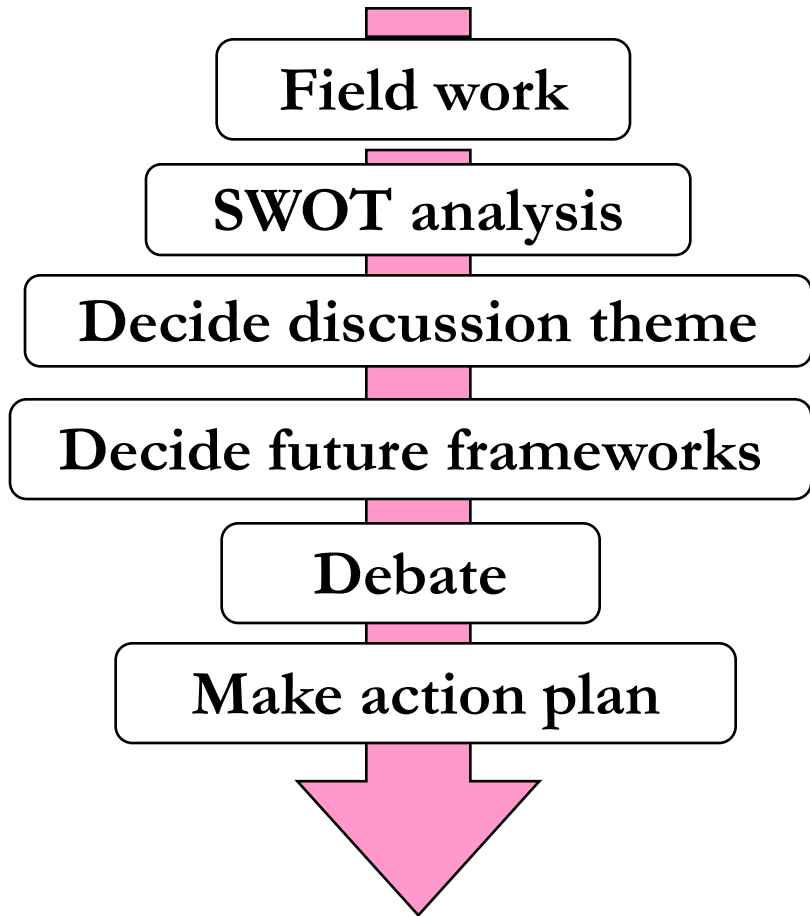 Field work
SWOT analysis
Decide discussion theme
Decide future frameworks
Debate
Make action plan